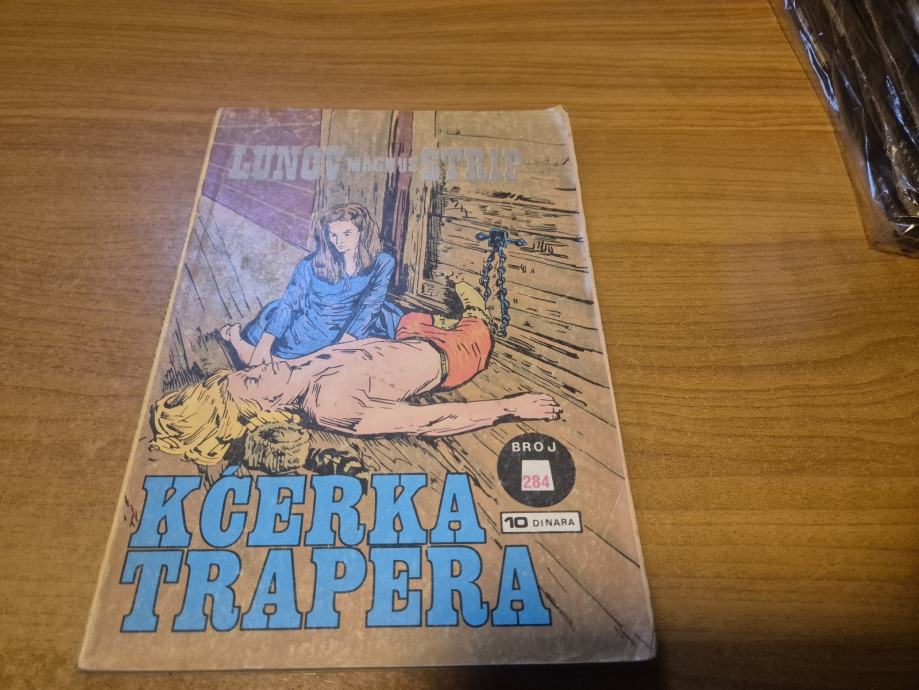 LUNOV MAGNUS STRIP
BROJ
284
10 DINARA
KĆERKA
TRAPERA